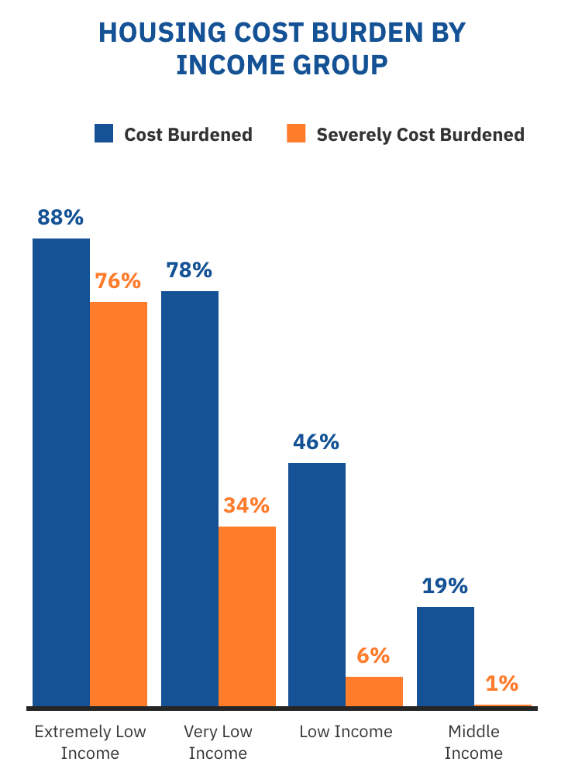 HOUSING COST BURDEN BY
INCOME GROUP
Cost Burdened
Severely Cost Burdened
88%
76%
78%
34%
46%
6%
19%
1%
Extremely Low
Income
Very Low
Income
Low Income
Middle
Income